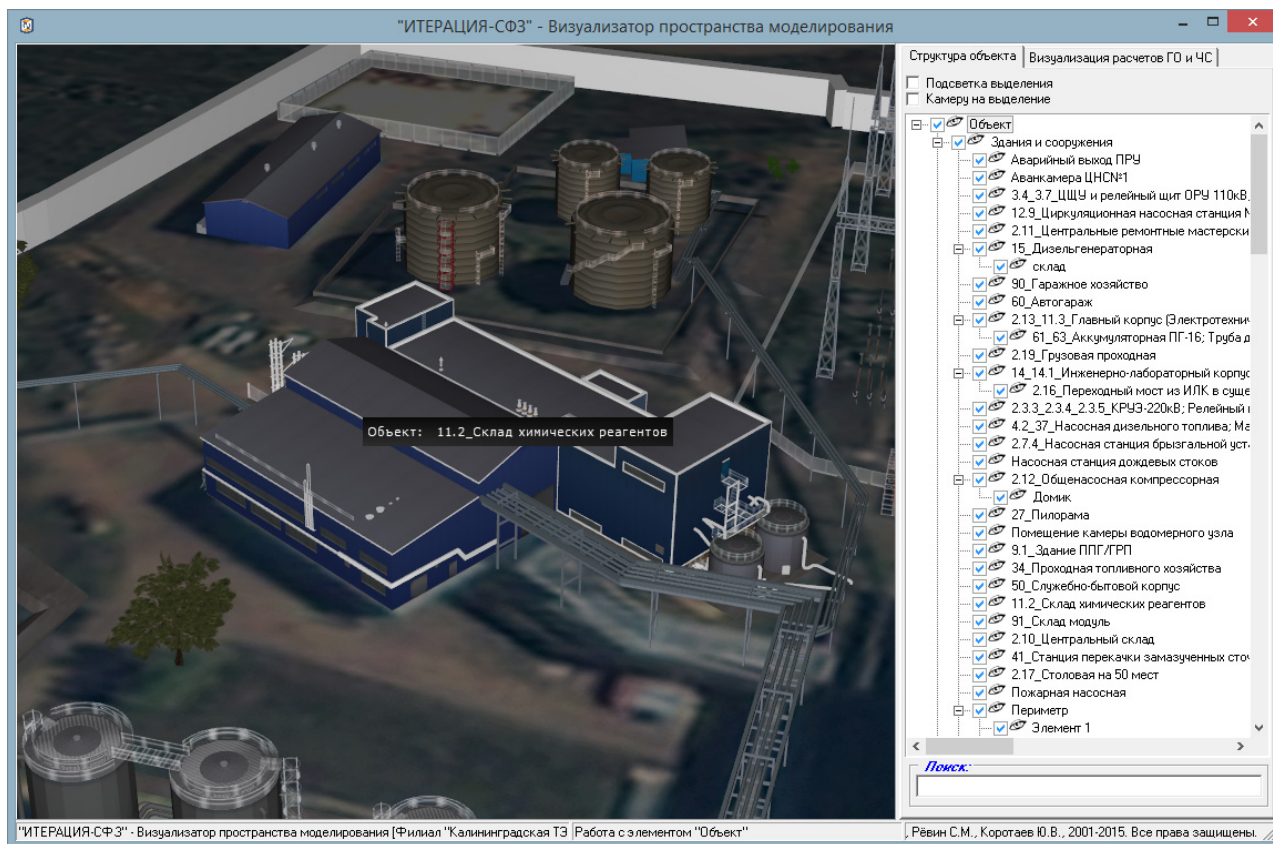 "ИТЕРАЦИЯ-СФЗ" - Визуализатор пространства моделирования
Структура объекта
Визуализация расчетов ГО и ЧС
Подсветка выделения
Камеру на выделение
Объект
Здания и сооружения
Аварийный выход ПРУ
Аванкамера ЦНС№1
3.4_3.7_ЩЩУ и релейный щит ОРУ 110кВ,
12.9_Циркуляционная насосная станция N
2.11_Центральные ремонтные мастерски
15_Дизельгенераторная
склад
90_Гаражное хозяйство
60_Автогараж
2.13_11.3_Главный корпус (Электротехнич
61_63_Аккумуляторная ПГ-16; Труба д
2.19_Грузовая проходная
14_14.1_Инженерно-лабораторный корпус
2.16_Переходный мост из ИЛК в суще
2.3.3_2.3.4_2.3.5_КРУЭ-220кВ; Релейный
4.2_37_Насосная дизельного топлива; Ма
2.7.4_Насосная станция брызгальной уст
Насосная станция дождевых стоков
2.12_Общенасосная компрессорная
Домик
27_Пилорама
Помещение камеры водомерного узла
9.1_Здание ППГ/ГРП
34_Проходная топливного хозяйства
50_Служебно-бытовой корпус
11.2_Склад химических реагентов
91_Склад модуль
2.10_Центральный склад
41_Станция перекачки замазученных сточ
2.17_Столовая на 50 мест
Пожарная насосная
Периметр
Элемент 1
Объект: 11.2_Склад химических реагентов
Поиск:
"ИТЕРАЦИЯ-СФЗ" - Визуализатор пространства моделирования [Филиал "Калининградская ТЭ
Работа с элементом "Объект"
, Рёвин С.М., Коротаев Ю.В., 2001-2015. Все права защищены.